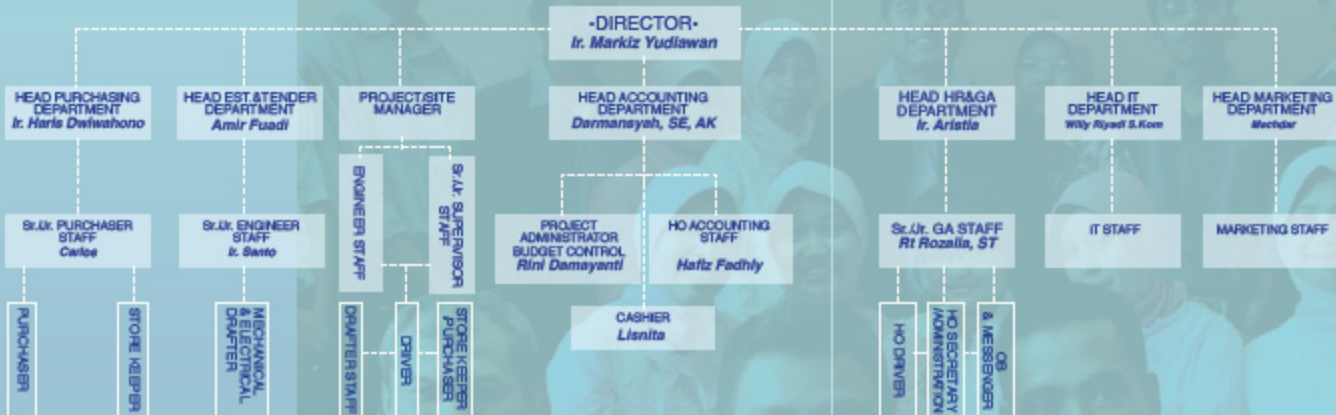 -DIRECTOR-
Ir. Markiz Yudiawan
HEAD PURCHASING
DEPARTMENT
Ir. Haris Dwiwahono
HEAD EST.&TENDER
DEPARTMENT
Amir Fuadi
PROJECT/SITE
MANAGER
HEAD ACCOUNTING
DEPARTMENT
Darmansyah, SE, AK
HEAD HR&GA
DEPARTMENT
Ir. Aristia
HEAD IT
DEPARTMENT
Willy Riyadi S.Kom
HEAD MARKETING
DEPARTMENT
Mochdar
ENGINEER STAFF
Sr./Jr. SUPERVISOR
STAFF
Sr./Jr. PURCHASER
STAFF
Carlos
Sr./Jr. ENGINEER
STAFF
Ir. Santo
PROJECT
ADMINISTRATOR
BUDGET CONTROL
Rini Damayanti
HO ACCOUNTING
STAFF
Hafiz Fadhly
Sr./Jr. GA STAFF
Rt Rozalia, ST
IT STAFF
MARKETING STAFF
PURCHASER
STORE KEEPER
MECHANICAL
& ELECTRICAL
DRAFTER
DRAFTER STAFF
DRIVER
STORE KEEPER
/PURCHASER
CASHIER
Lisnita
HO DRIVER
HO SECRETARY
/ADMINISTRATION
OB
& MESSENGER